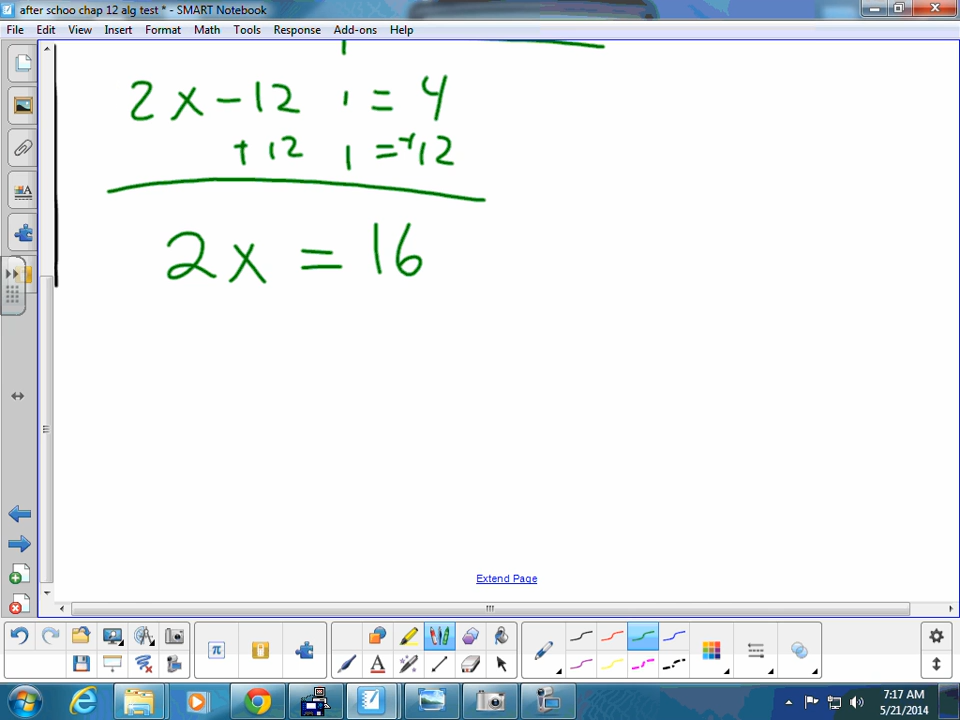 after schoo chap 12 alg test * - SMART Notebook
File Edit View Insert Format Math Tools Response Add-ons Help
2x - 12 = 4
+ 12 = +12
2x = 16
Extend Page
7:17 AM
5/21/2014